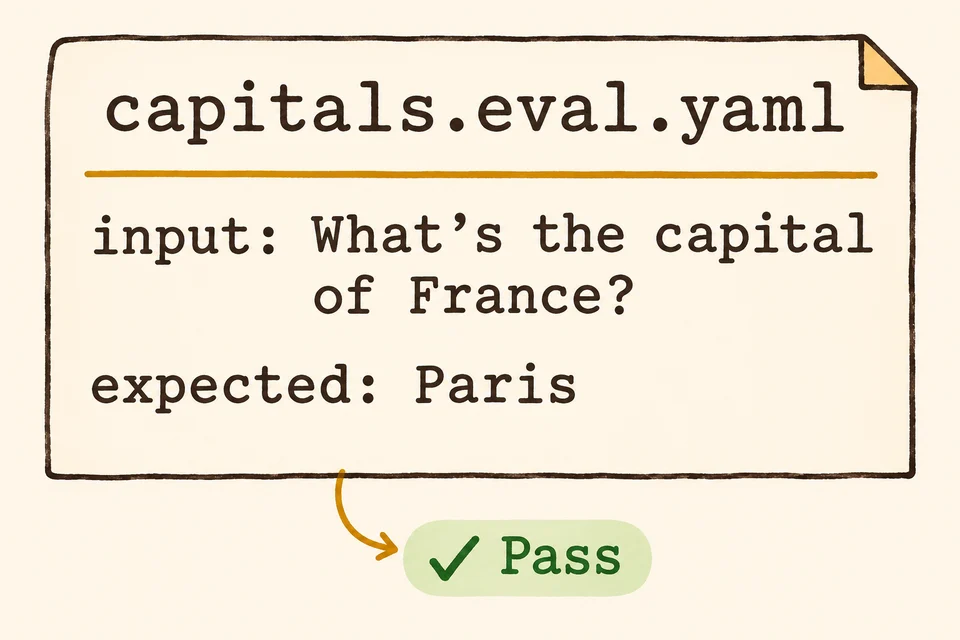 capitals.eval.yaml
input: What’s the capital
of France?
expected: Paris
✓ Pass